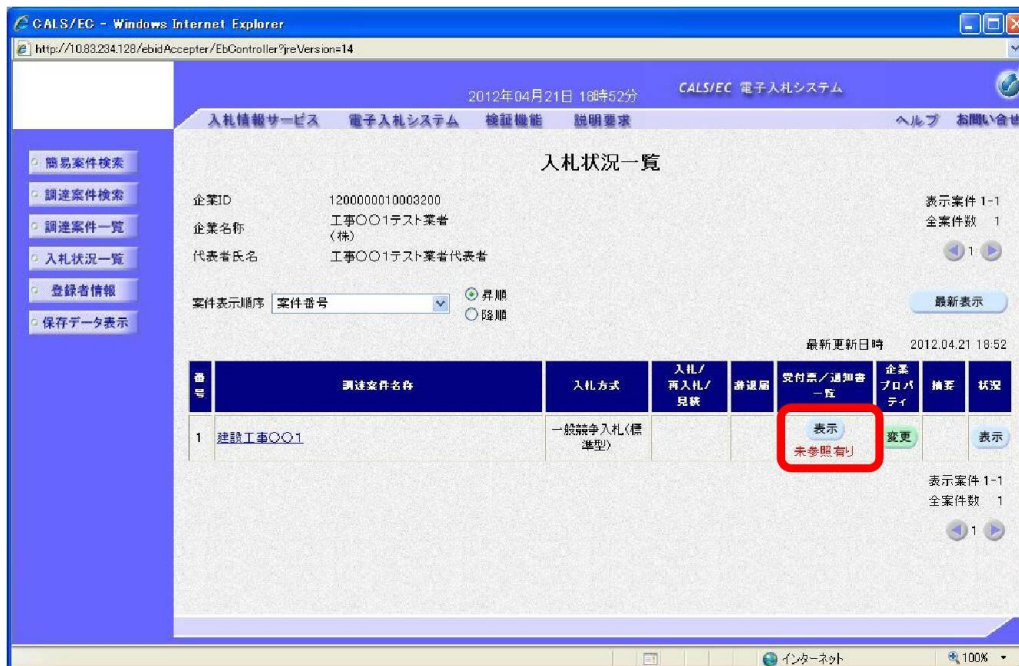 CALS/EC - Windows Internet Explorer
http://10.83.234.128/ebidAccepter/EbController?jreVersion=14
2012年04月21日 18時52分
CALS/EC 電子入札システム
入札情報サービス 電子入札システム 検証機能 説明要求 ヘルプ お問い合せ
簡易案件検索
調達案件検索
調達案件一覧
入札状況一覧
登録者情報
保存データ表示
入札状況一覧
企業ID 1200000010003200
企業名称 工事〇〇1テスト業者
(株)
代表者氏名 工事〇〇1テスト業者代表者
表示案件 1-1
全案件数 1
1
案件表示順序 案件番号
昇順
降順
最新表示
最新更新日時 2012.04.21 18:52
番号 調達案件名称 入札方式 入札/再入札/見積 辞退届 受付票/通知書一覧 企業プロパティ 摘要 状況
1 建設工事〇〇1 一般競争入札(標準型) 表示 未参照有り 変更 表示
表示案件 1-1
全案件数 1
1
インターネット 100%